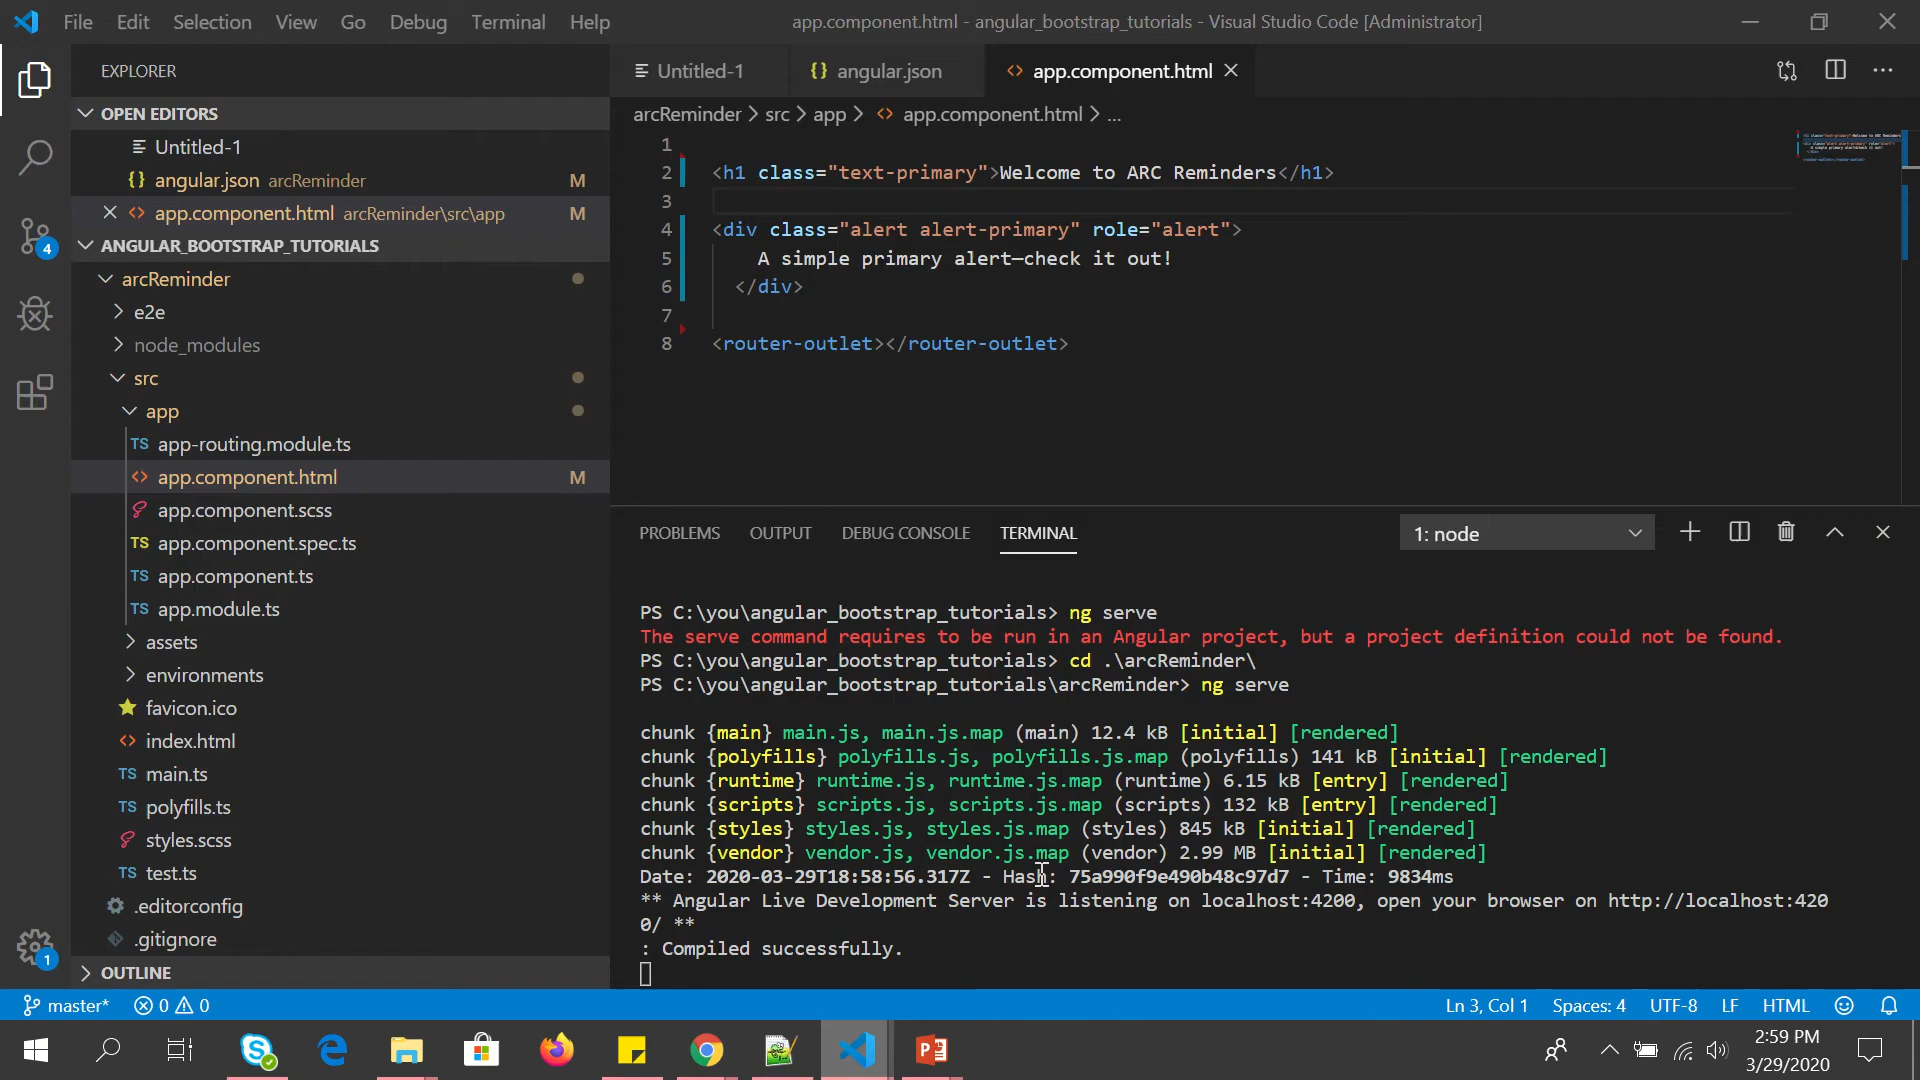 File Edit Selection View Go Debug Terminal Help app.component.html - angular_bootstrap_tutorials - Visual Studio Code [Administrator]
EXPLORER
OPEN EDITORS
Untitled-1
{} angular.json arcReminder M
app.component.html arcReminder\src\app M
ANGULAR_BOOTSTRAP_TUTORIALS
arcReminder
e2e
node_modules
src
app
TS app-routing.module.ts
<> app.component.html M
app.component.scss
TS app.component.spec.ts
TS app.component.ts
TS app.module.ts
assets
environments
favicon.ico
<> index.html
TS main.ts
TS polyfills.ts
styles.scss
TS test.ts
.editorconfig
.gitignore
OUTLINE
4
1
Untitled-1 {} angular.json <> app.component.html
arcReminder > src > app > <> app.component.html > ...
1
2 <h1 class="text-primary">Welcome to ARC Reminders</h1>
3
4 <div class="alert alert-primary" role="alert">
5 A simple primary alert—check it out!
6 </div>
7
8 <router-outlet></router-outlet>
PROBLEMS OUTPUT DEBUG CONSOLE TERMINAL 1: node
PS C:\you\angular_bootstrap_tutorials> ng serve
The serve command requires to be run in an Angular project, but a project definition could not be found.
PS C:\you\angular_bootstrap_tutorials> cd .\arcReminder\
PS C:\you\angular_bootstrap_tutorials\arcReminder> ng serve
chunk {main} main.js, main.js.map (main) 12.4 kB [initial] [rendered]
chunk {polyfills} polyfills.js, polyfills.js.map (polyfills) 141 kB [initial] [rendered]
chunk {runtime} runtime.js, runtime.js.map (runtime) 6.15 kB [entry] [rendered]
chunk {scripts} scripts.js, scripts.js.map (scripts) 132 kB [entry] [rendered]
chunk {styles} styles.js, styles.js.map (styles) 845 kB [initial] [rendered]
chunk {vendor} vendor.js, vendor.js.map (vendor) 2.99 MB [initial] [rendered]
Date: 2020-03-29T18:58:56.317Z - Hash: 75a990f9e490b48c97d7 - Time: 9834ms
** Angular Live Development Server is listening on localhost:4200, open your browser on http://localhost:420
0/ **
: Compiled successfully.
master* 0 0 Ln 3, Col 1 Spaces: 4 UTF-8 LF HTML
2:59 PM
3/29/2020